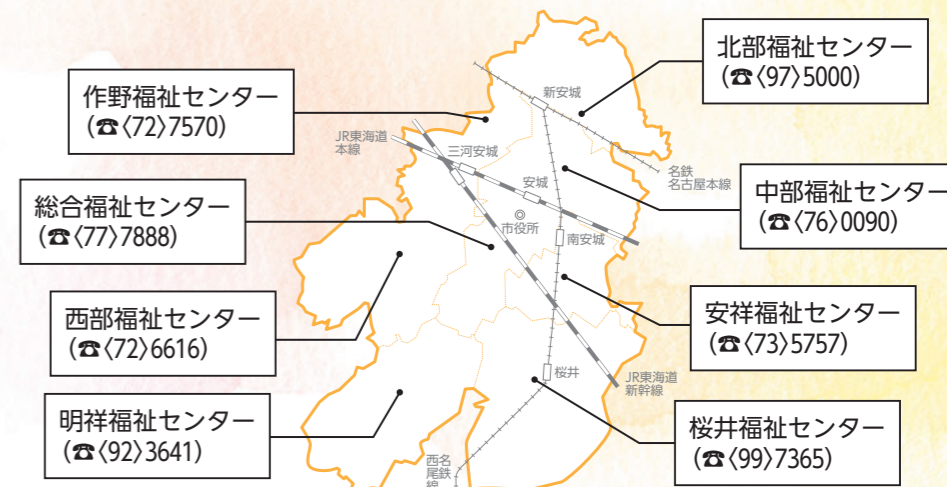 北部福祉センター
(☎〈97〉5000)
作野福祉センター
(☎〈72〉7570)
新安城
JR東海道
本線
三河安城
名鉄
名古屋本線
安城
中部福祉センター
(☎〈76〉0090)
総合福祉センター
(☎〈77〉7888)
市役所
南安城
西部福祉センター
(☎〈72〉6616)
安祥福祉センター
(☎〈73〉5757)
桜井
JR東海道
新幹線
明祥福祉センター
(☎〈92〉3641)
桜井福祉センター
(☎〈99〉7365)
西名
尾鉄
線